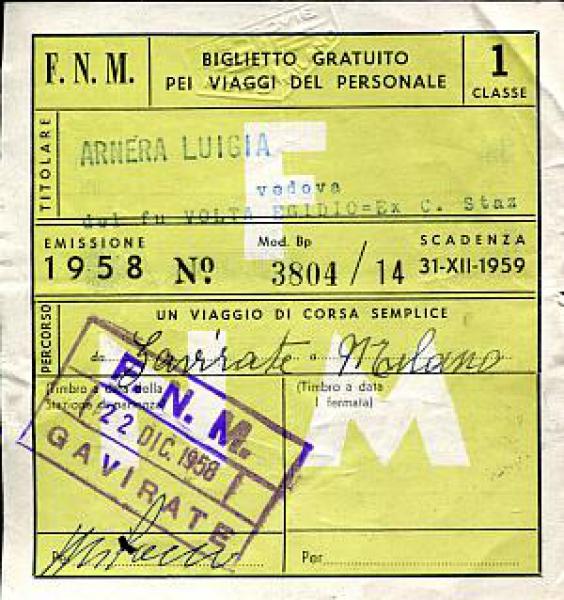 F. N. M.
BIGLIETTO GRATUITO
PEI VIAGGI DEL PERSONALE
1
CLASSE
TITOLARE
ARNERA LUIGIA
vedova
del fu VOLTA EGIDIO=Ex C. Staz
F
EMISSIONE
1958
Mod. Bp
Nº 3804 / 14
SCADENZA
31-XII-1959
PERCORSO
UN VIAGGIO DI CORSA SEMPLICE
da Gavirate a Milano
(Timbro a data della
Stazione di partenza)
(Timbro a data
I fermata)
N M
F. N. M.
22 DIC. 1958
GAVIRATE
Per